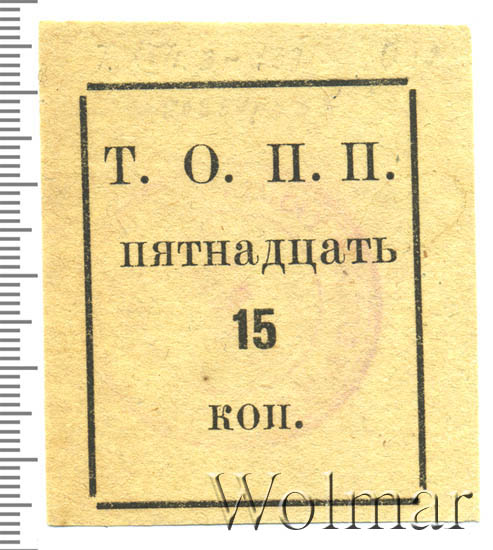 Т. О. П. П.
пятнадцать
15
коп.
Wolmar